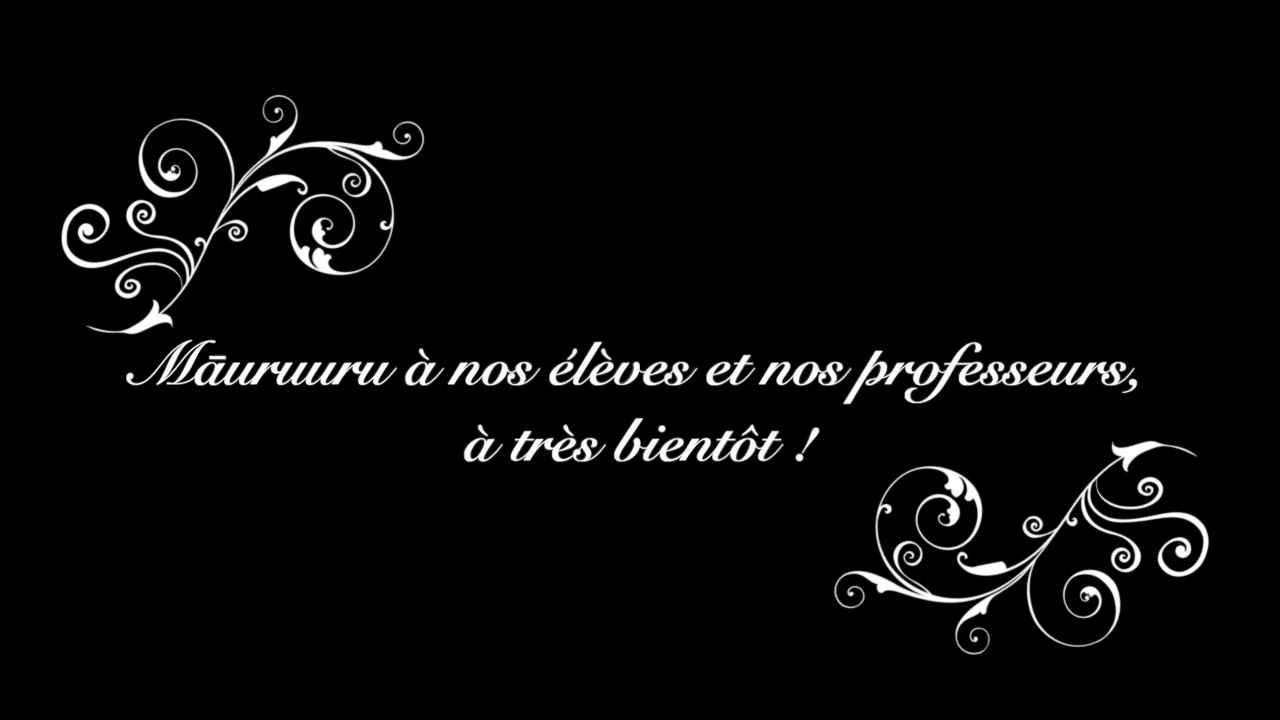 Māuruuru à nos élèves et nos professeurs,
à très bientôt !